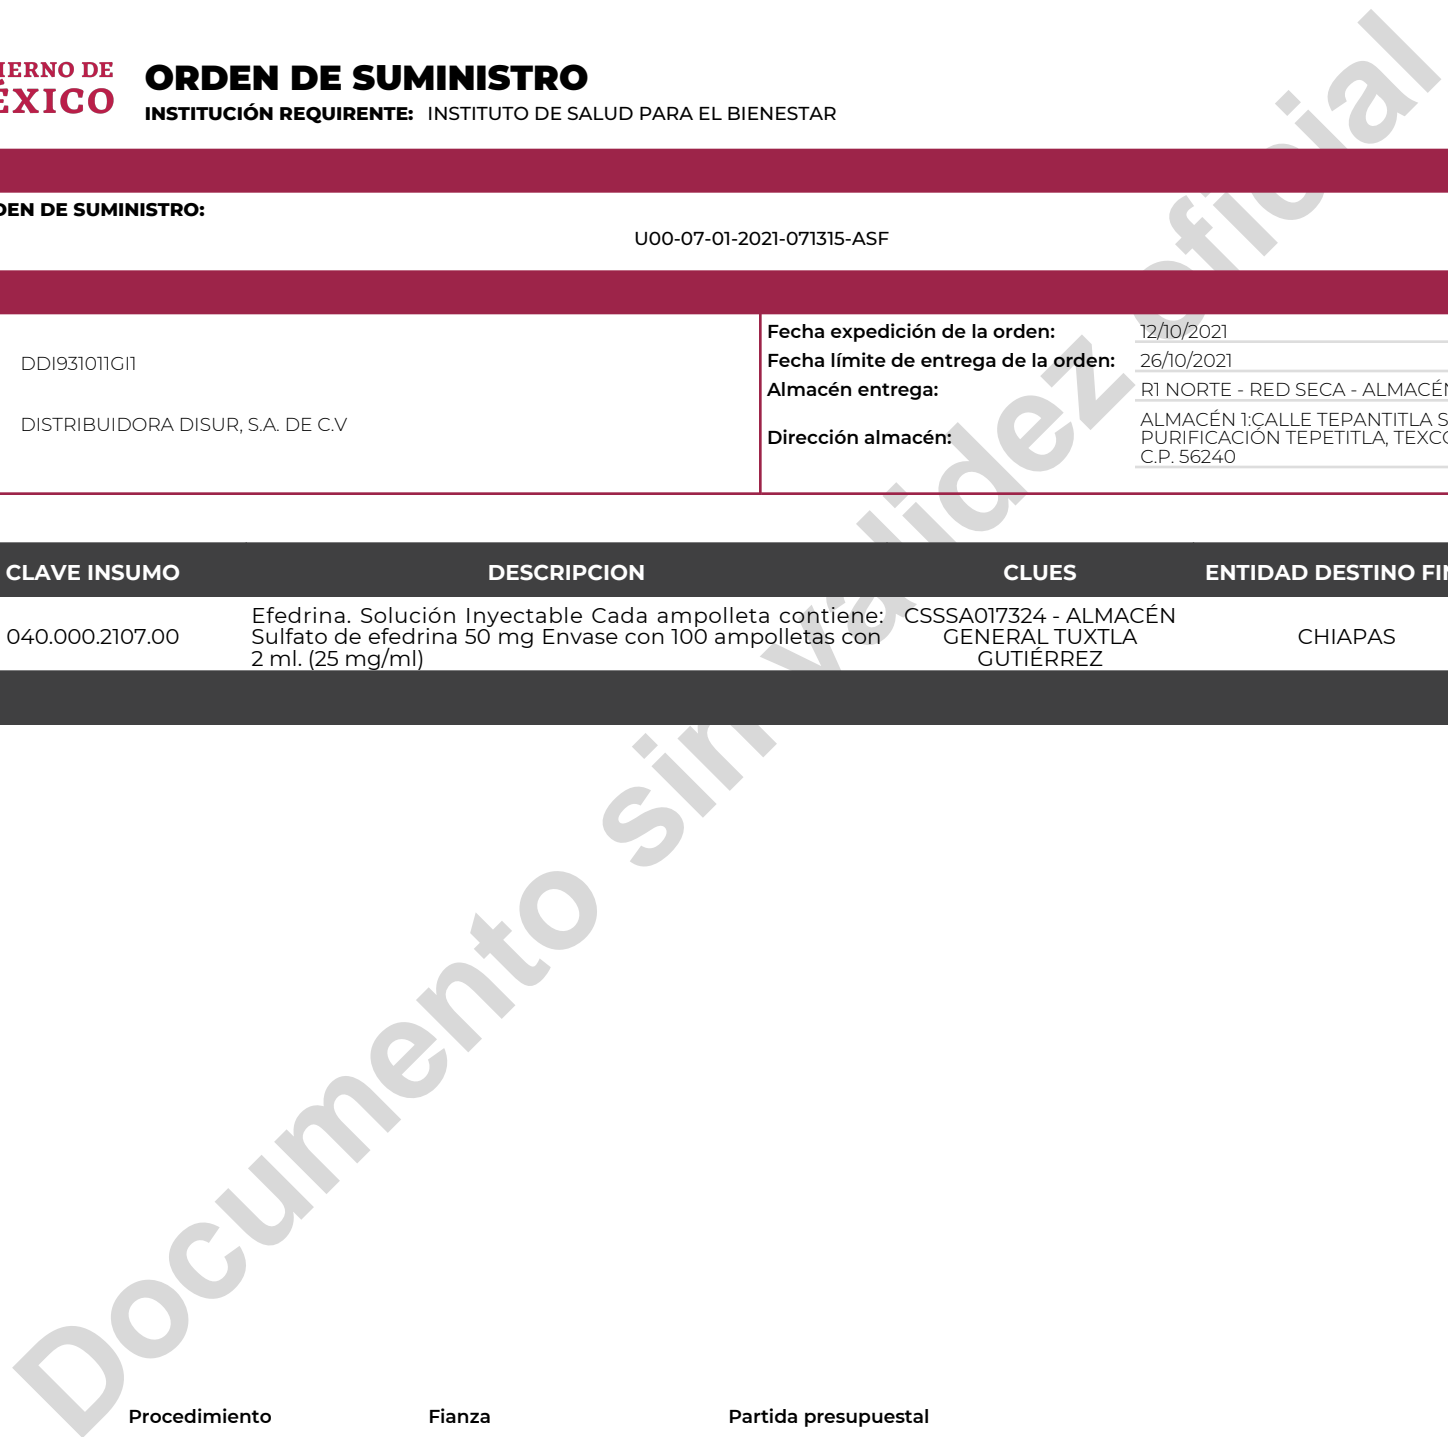 IERNO DE
ÉXICO
ORDEN DE SUMINISTRO
INSTITUCIÓN REQUIRENTE: INSTITUTO DE SALUD PARA EL BIENESTAR
DEN DE SUMINISTRO:
U00-07-01-2021-071315-ASF
DDI931011GI1
DISTRIBUIDORA DISUR, S.A. DE C.V
Fecha expedición de la orden: 12/10/2021
Fecha límite de entrega de la orden: 26/10/2021
Almacén entrega: R1 NORTE - RED SECA - ALMACÉN
Dirección almacén: ALMACÉN 1:CALLE TEPANTITLA S
PURIFICACIÓN TEPETITLA, TEXCO
C.P. 56240
CLAVE INSUMO DESCRIPCION CLUES ENTIDAD DESTINO FIN
040.000.2107.00
Efedrina. Solución Inyectable Cada ampolleta contiene:
Sulfato de efedrina 50 mg Envase con 100 ampolletas con
2 ml. (25 mg/ml)
CSSSA017324 - ALMACÉN
GENERAL TUXTLA
GUTIÉRREZ
CHIAPAS
Documento sin validez oficial
Procedimiento Fianza Partida presupuestal